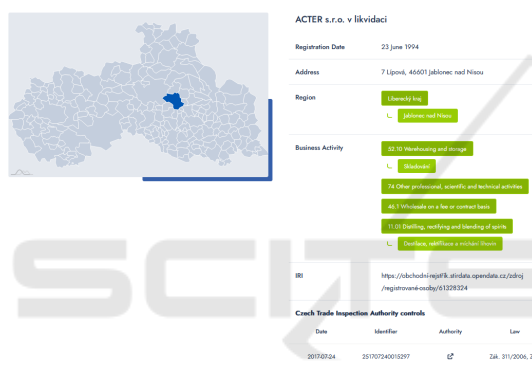 ACTER s.r.o. v likvidaci
Registration Date 23 June 1994
Address 7 Lipová, 46601 Jablonec nad Nisou
Region Liberecký kraj
Jablonec nad Nisou
Business Activity 52.10 Warehousing and storage
Skladování
74 Other professional, scientific and technical activities
46.1 Wholesale on a fee or contract basis
11.01 Distilling, rectifying and blending of spirits
Destilace, rektifikace a míchání lihovin
IRI https://obchodní-rejstřík.stirdata.opendata.cz/zdroj
/registrované-osoby/61328324
Czech Trade Inspection Authority controls
Date Identifier Authority Law
2017-07-24 251707240015297 Zák. 311/2006,
SCITE